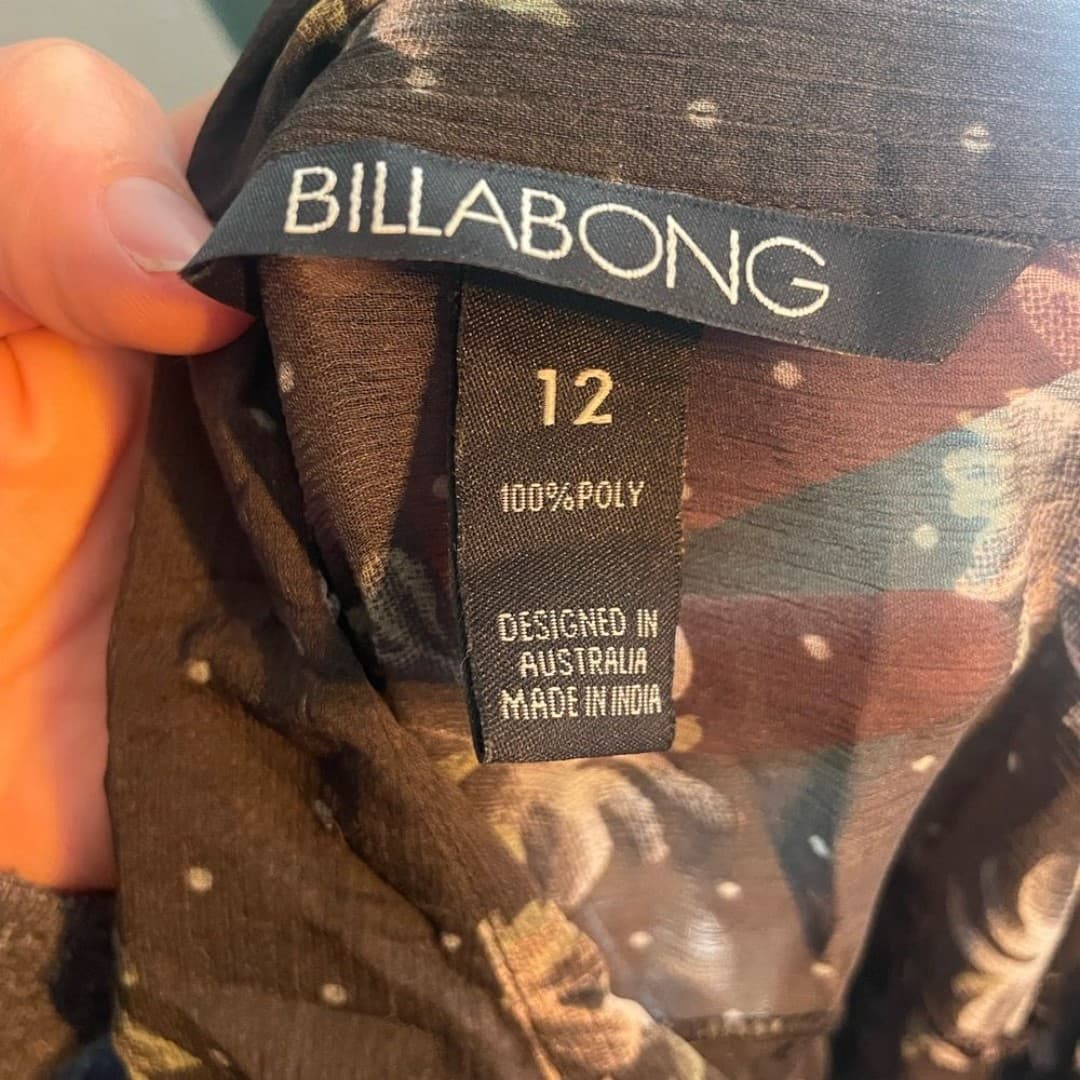 BILLABONG
12
100%POLY
DESIGNED IN
AUSTRALIA
MADE IN INDIA